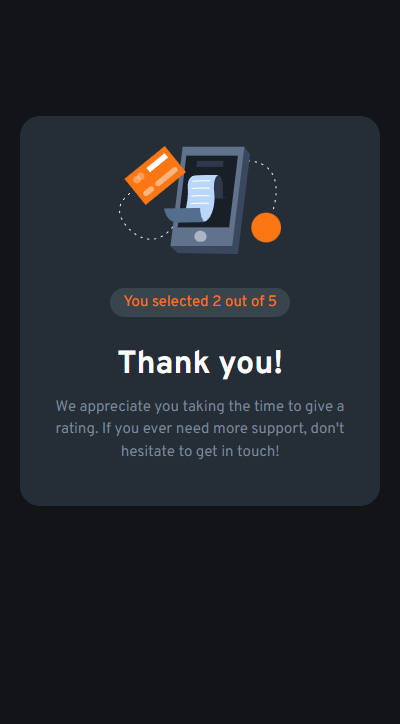 You selected 2 out of 5
Thank you!
We appreciate you taking the time to give a
rating. If you ever need more support, don't
hesitate to get in touch!